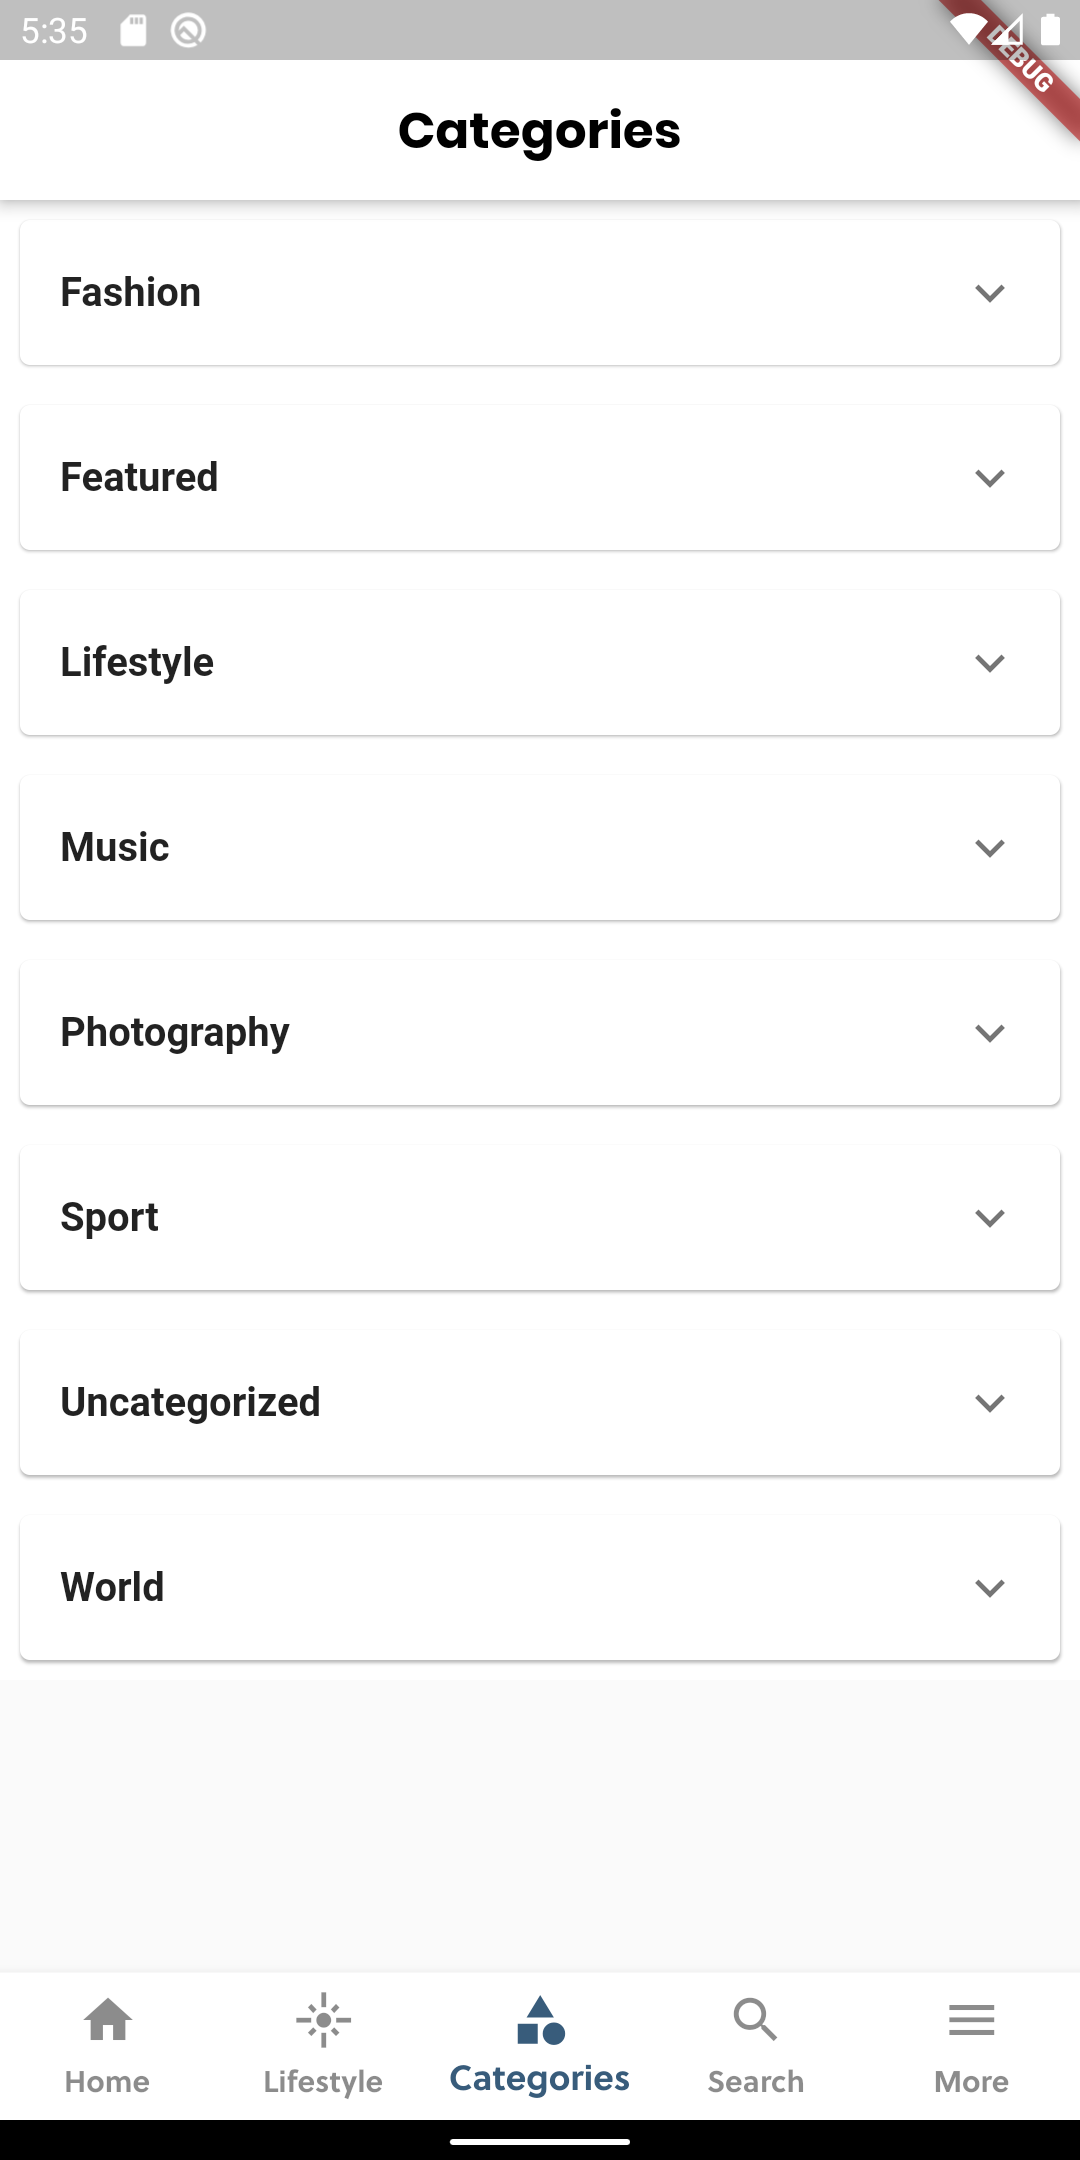 5:35
DEBUG
Categories
Fashion
Featured
Lifestyle
Music
Photography
Sport
Uncategorized
World
Home
Lifestyle
Categories
Search
More